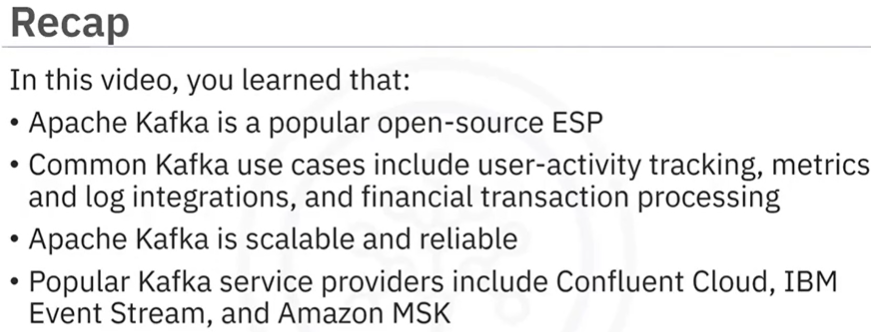 Recap
In this video, you learned that:
• Apache Kafka is a popular open-source ESP
• Common Kafka use cases include user-activity tracking, metrics
and log integrations, and financial transaction processing
• Apache Kafka is scalable and reliable
• Popular Kafka service providers include Confluent Cloud, IBM
Event Stream, and Amazon MSK